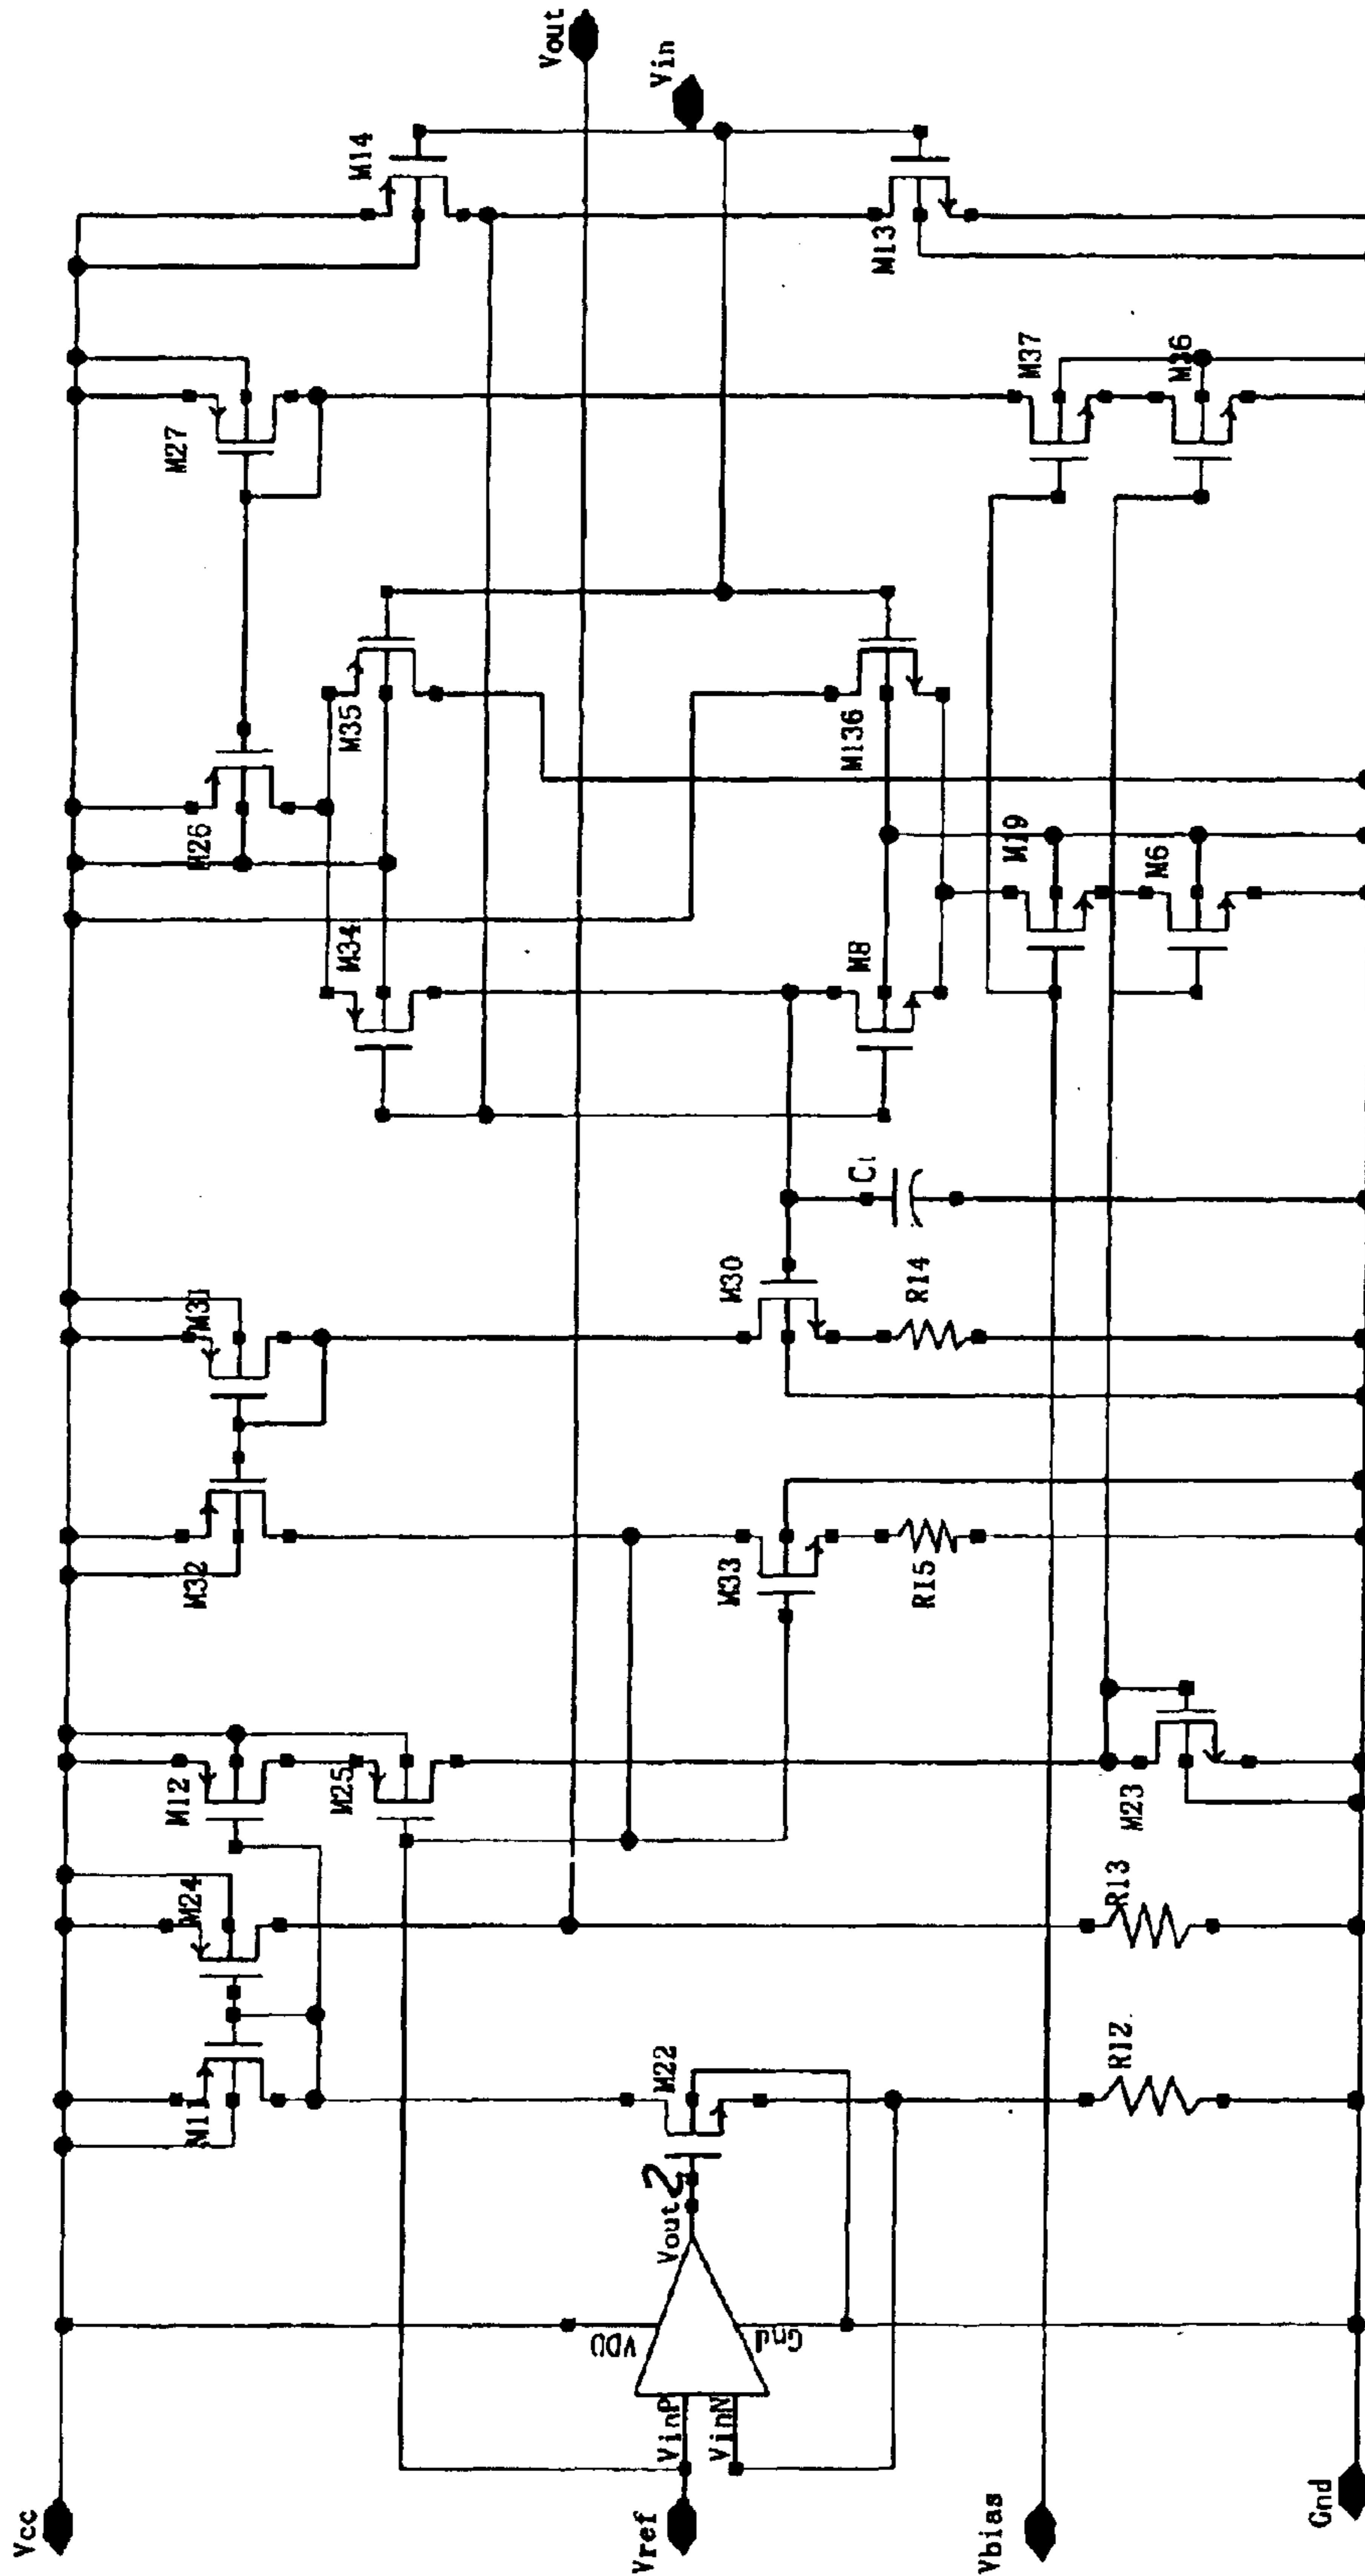 Vcc
Vref
Vbias
Gnd
VinP
VinN
VDD
Gnd
Vout
2
M11
M24
M12
M25
M22
R12
R13
M23
M32
M31
M33
M30
R15
R14
C1
M34
M26
M35
M8
M136
M19
M6
M27
M37
M36
M14
M13
Vout
Vin